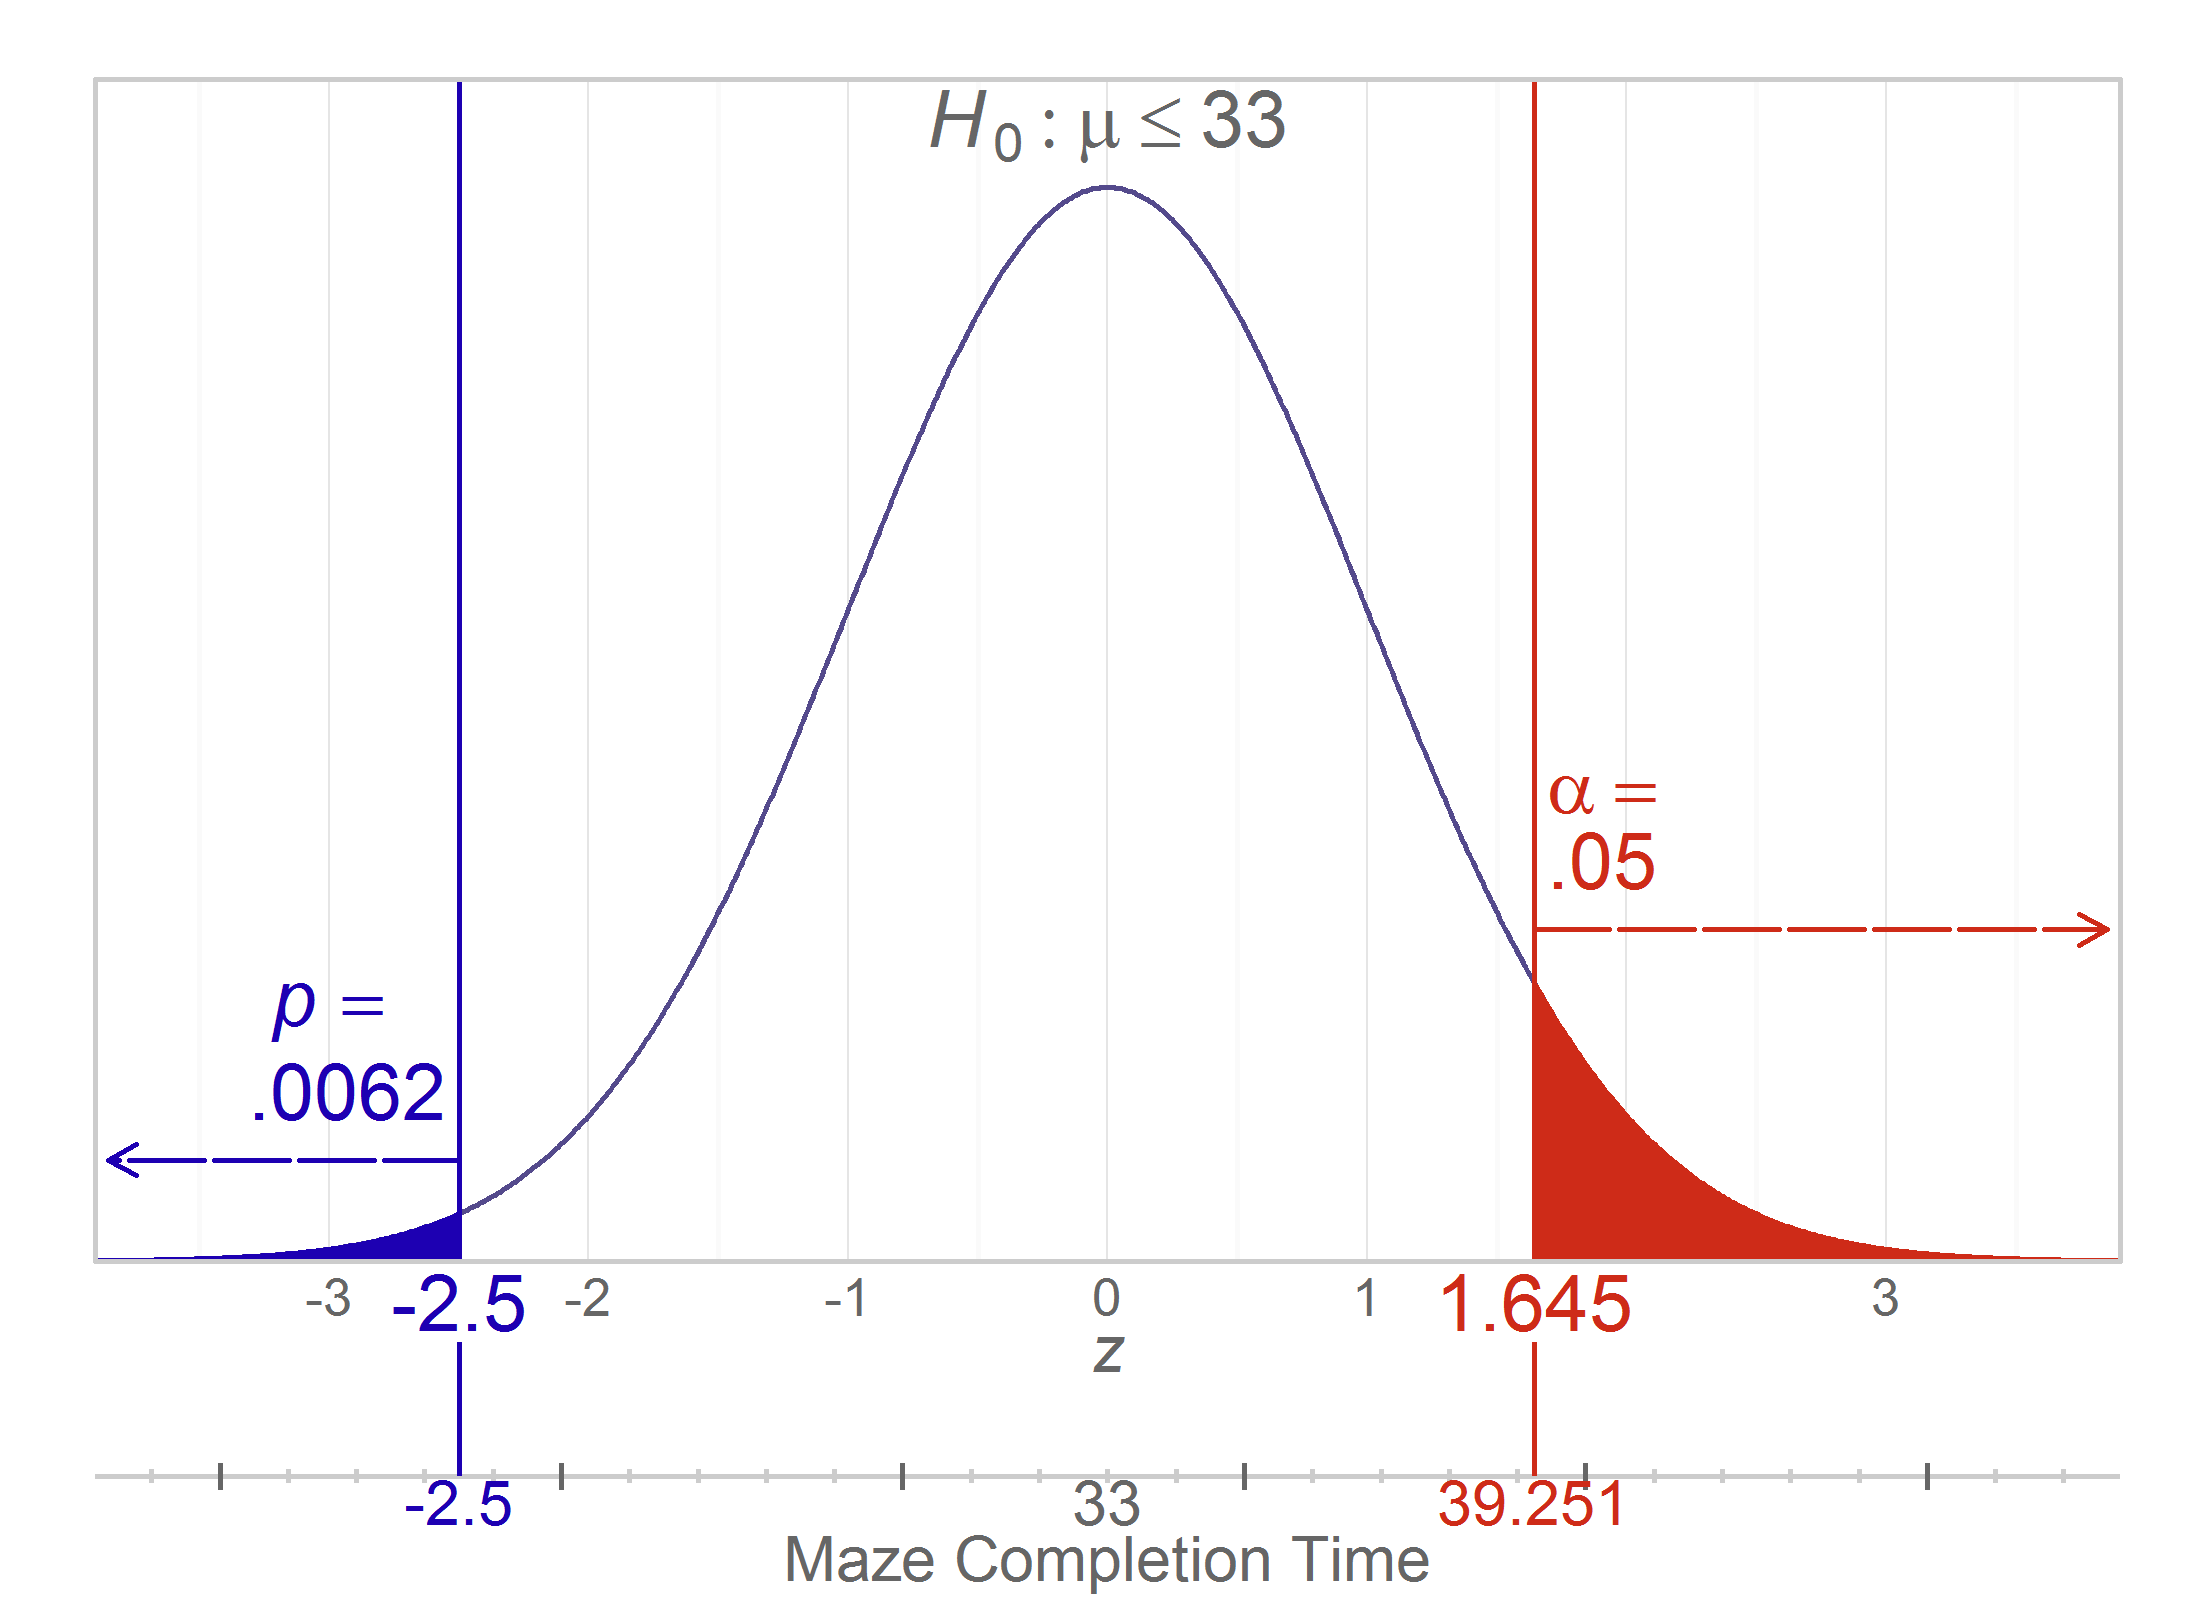 H₀ : μ ≤ 33
α =
.05
p =
.0062
-3 -2.5 -2 -1 0 1 1.645 3
z
-2.5 33 39.251
Maze Completion Time